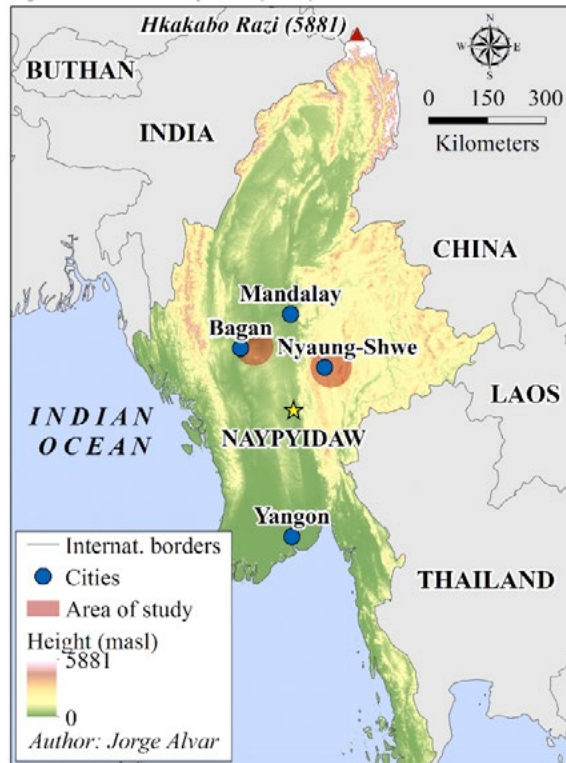 Hkakabo Razi (5881)
N
W E
S
BUTHAN
0 150 300
Kilometers
INDIA
CHINA
Mandalay
Bagan
Nyaung-Shwe
LAOS
INDIAN
OCEAN
NAYPYIDAW
Yangon
THAILAND
Internat. borders
Cities
Area of study
Height (masl)
5881
0
Author: Jorge Alvar